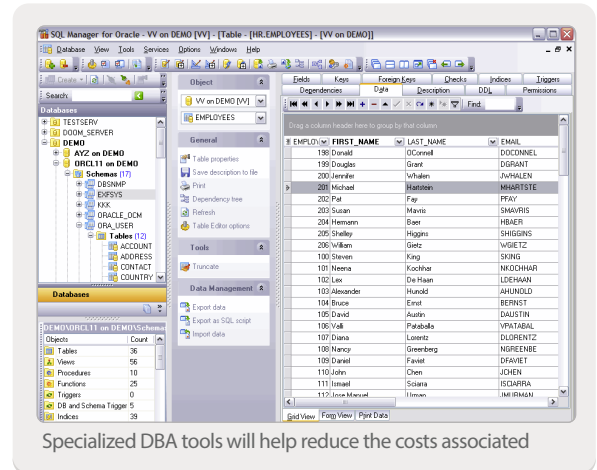 SQL Manager for Oracle - VV on DEMO [VV] - [Table - [HR.EMPLOYEES] - [VV on DEMO]]
Database View Tools Services Options Windows Help
Create
Search:
Databases
TESTSERV
DOOM_SERVER
DEMO
AYZ on DEMO
ORCL11 on DEMO
Schemas (17)
DBSNMP
EXFSYS
KKK
ORACLE_OCM
ORA_USER
Tables (12)
ACCOUNT
ADDRESS
CONTACT
COUNTRY
Databases
DEMO\ORCL11 on DEMO\Schema
Objects Count
Tables 36
Views 56
Procedures 10
Functions 25
Triggers 0
DB and Schema Trigger 5
Indices 39
Object
VV on DEMO [VV]
EMPLOYEES
General
Table properties
Save description to file
Print
Dependency tree
Refresh
Table Editor options
Tools
Truncate
Data Management
Export data
Export as SQL script
Import data
Fields Keys Foreign Keys Checks Indices Triggers
Dependencies Data Description DDL Permissions
Find:
Drag a column header here to group by that column
EMPLOY FIRST_NAME LAST_NAME EMAIL
198 Donald OConnell DOCONNEL
199 Douglas Grant DGRANT
200 Jennifer Whalen JWHALEN
201 Michael Hartstein MHARTSTE
202 Pat Fay PFAY
203 Susan Mavris SMAVRIS
204 Hermann Baer HBAER
205 Shelley Higgins SHIGGINS
206 William Gietz WGIETZ
100 Steven King SKING
101 Neena Kochhar NKOCHHAR
102 Lex De Haan LDEHAAN
103 Alexander Hunold AHUNOLD
104 Bruce Ernst BERNST
105 David Austin DAUSTIN
106 Valli Pataballa VPATABAL
107 Diana Lorentz DLORENTZ
108 Nancy Greenberg NGREENBE
109 Daniel Faviet DFAVIET
110 John Chen JCHEN
111 Ismael Sciarra ISCIARRA
112 Jose Manuel Urman JMURMAN
Grid View Form View Print Data
Specialized DBA tools will help reduce the costs associated